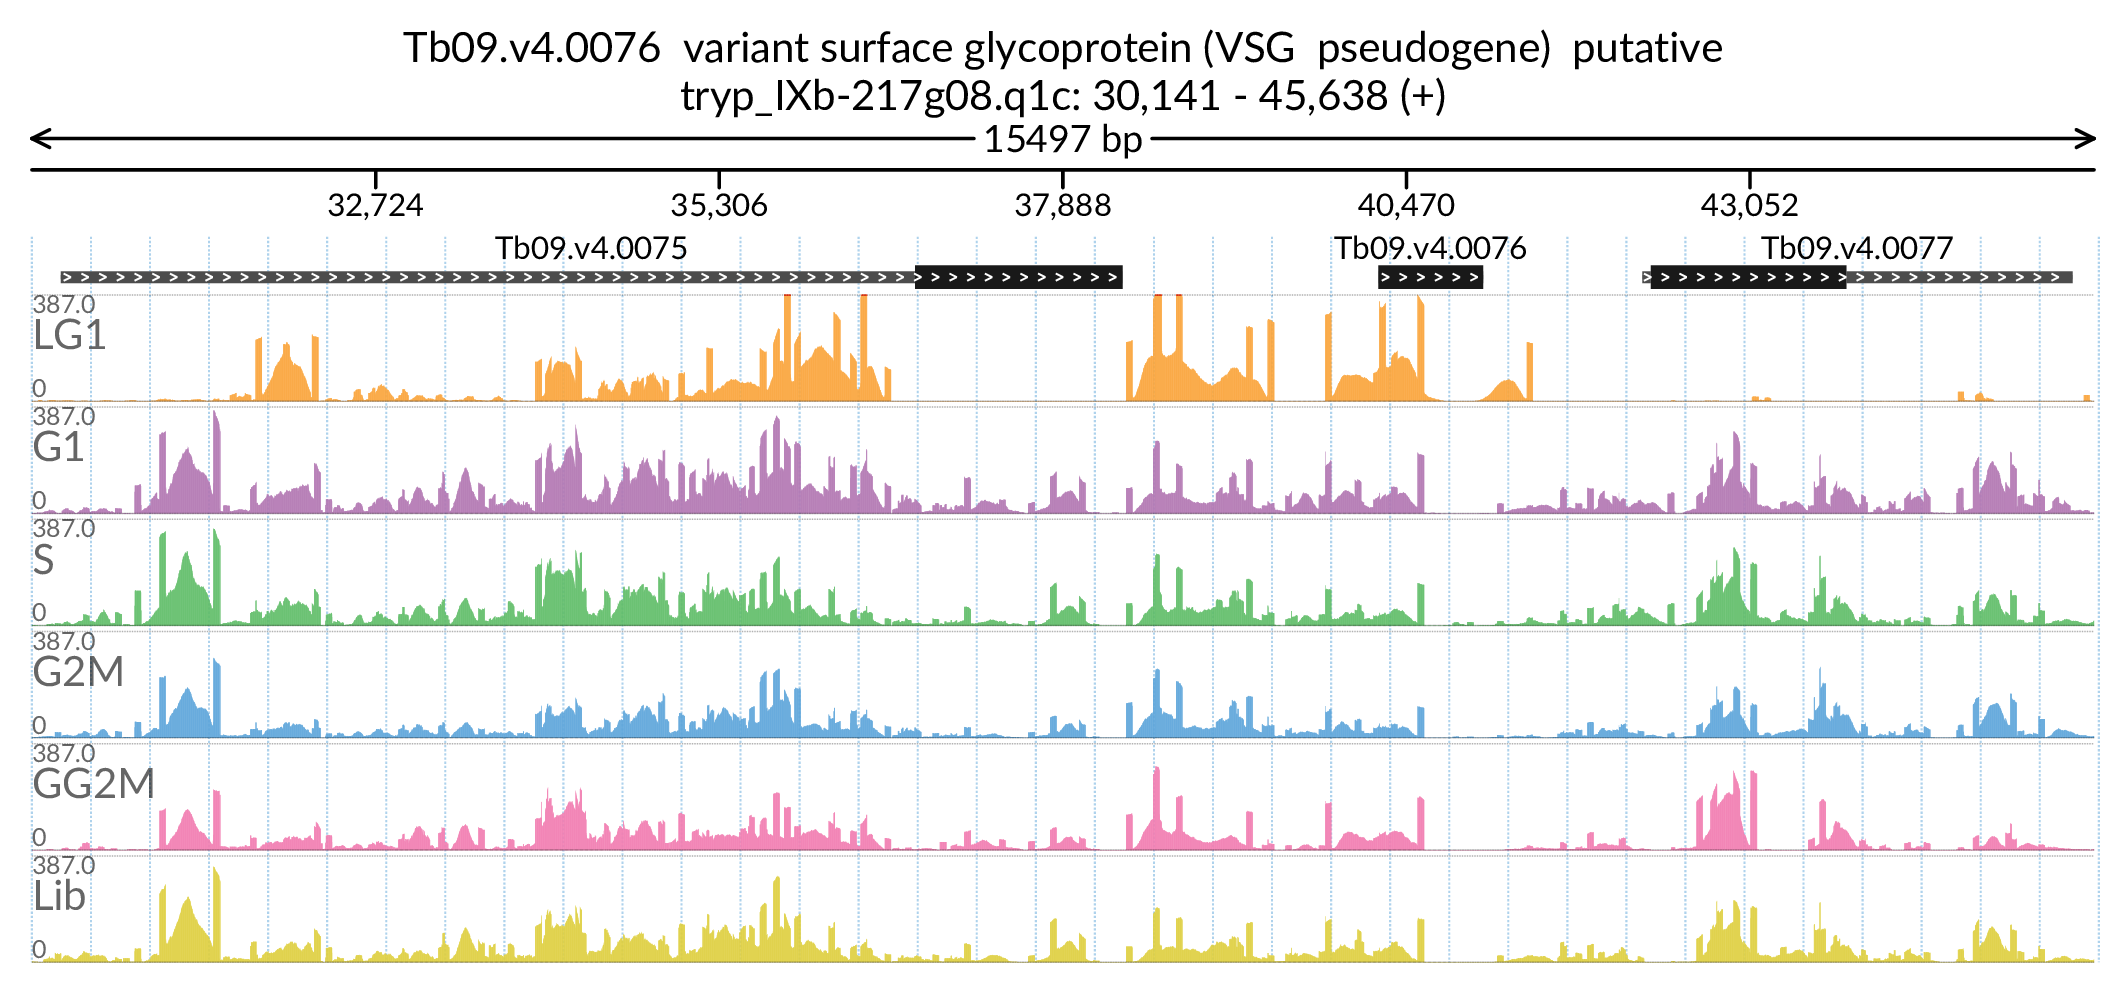 Tb09.v4.0076 variant surface glycoprotein (VSG pseudogene) putative
tryp_IXb-217g08.q1c: 30,141 - 45,638 (+)
15497 bp
32,724 35,306 37,888 40,470 43,052
Tb09.v4.0075 Tb09.v4.0076 Tb09.v4.0077
387.0
LG1
0
387.0
G1
0
387.0
S
0
387.0
G2M
0
387.0
GG2M
0
387.0
Lib
0